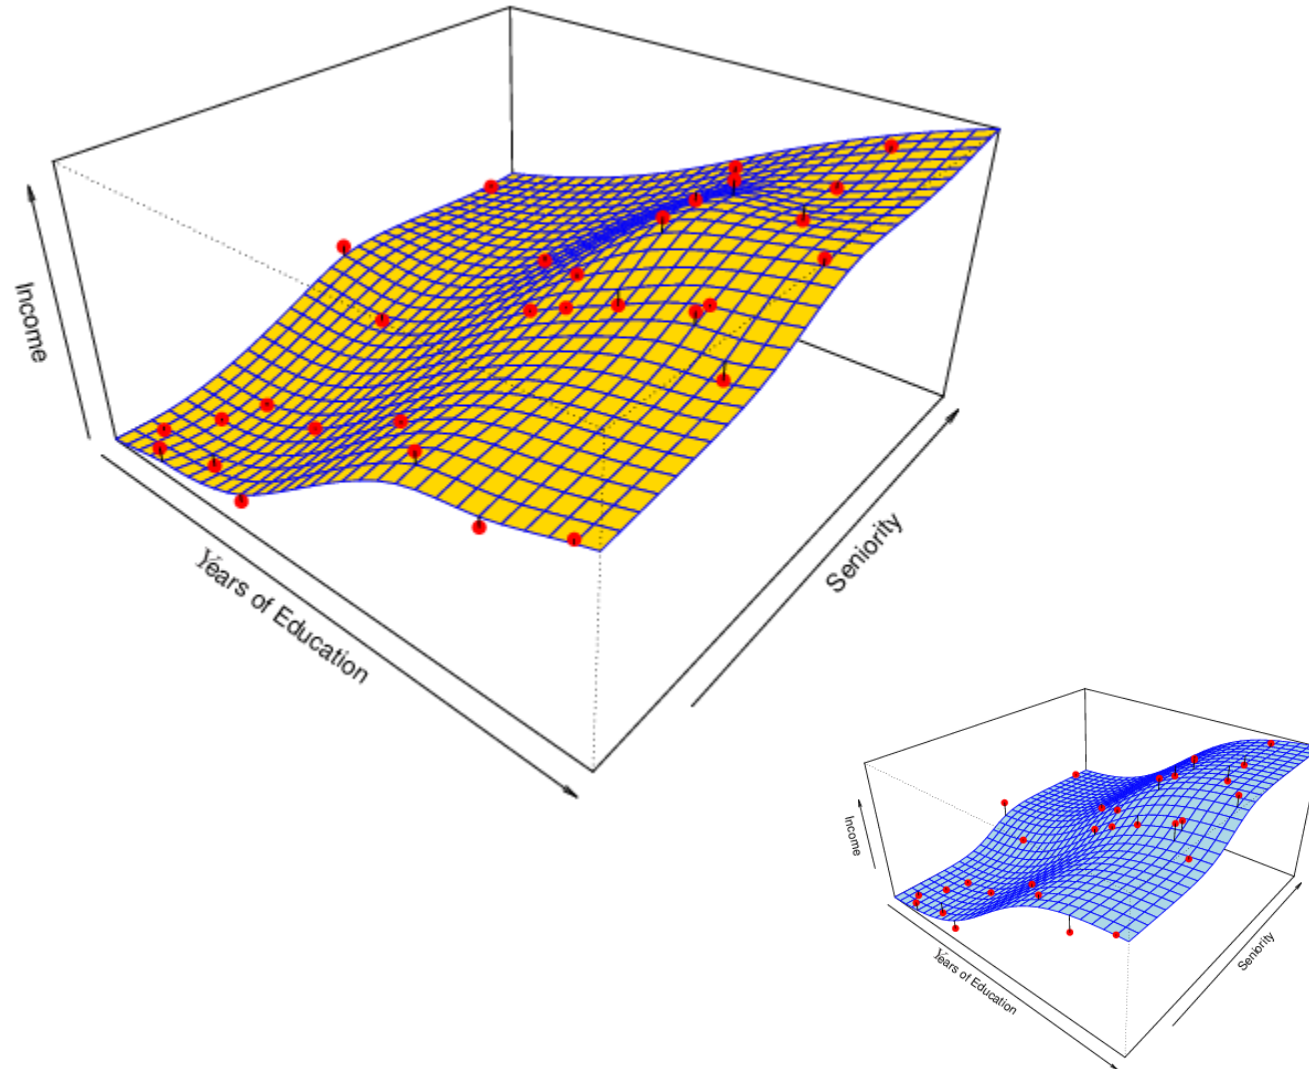 Income
Years of Education
Seniority
Income
Years of Education
Seniority